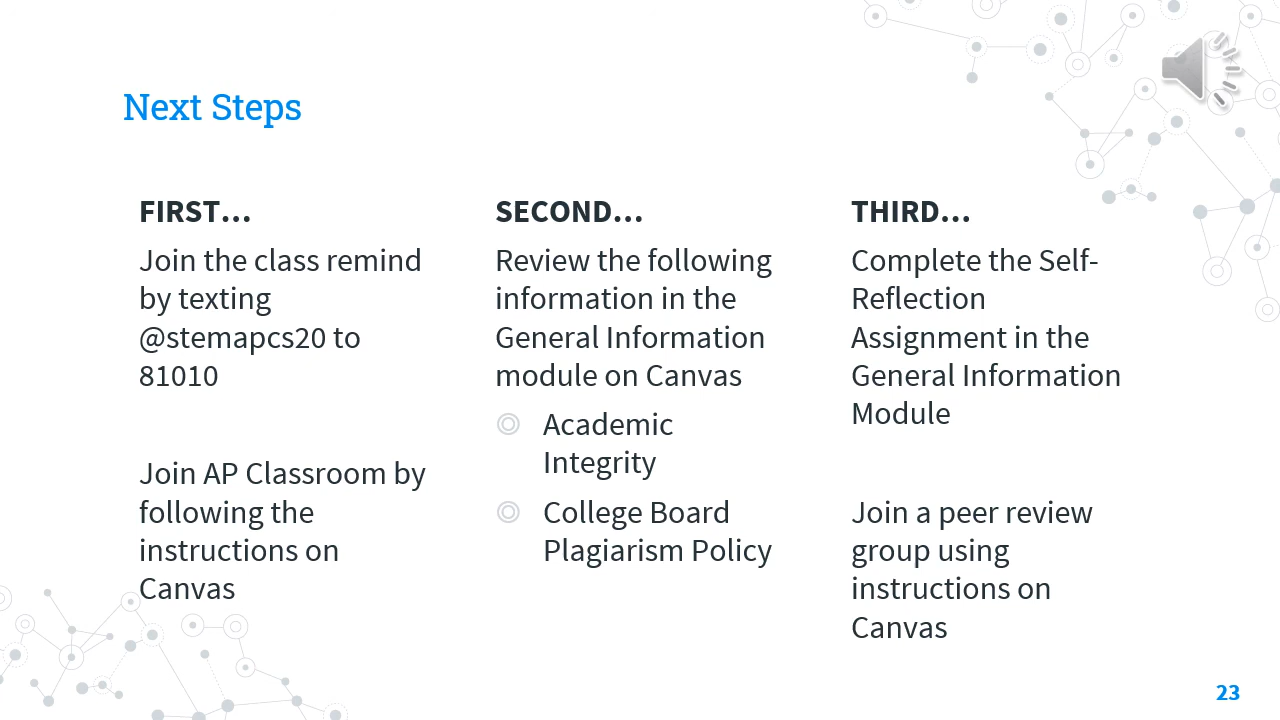 Next Steps
FIRST…
Join the class remind
by texting
@stemapcs20 to
81010
Join AP Classroom by
following the
instructions on
Canvas
SECOND…
Review the following
information in the
General Information
module on Canvas
Academic
Integrity
College Board
Plagiarism Policy
THIRD…
Complete the Self-
Reflection
Assignment in the
General Information
Module
Join a peer review
group using
instructions on
Canvas
23